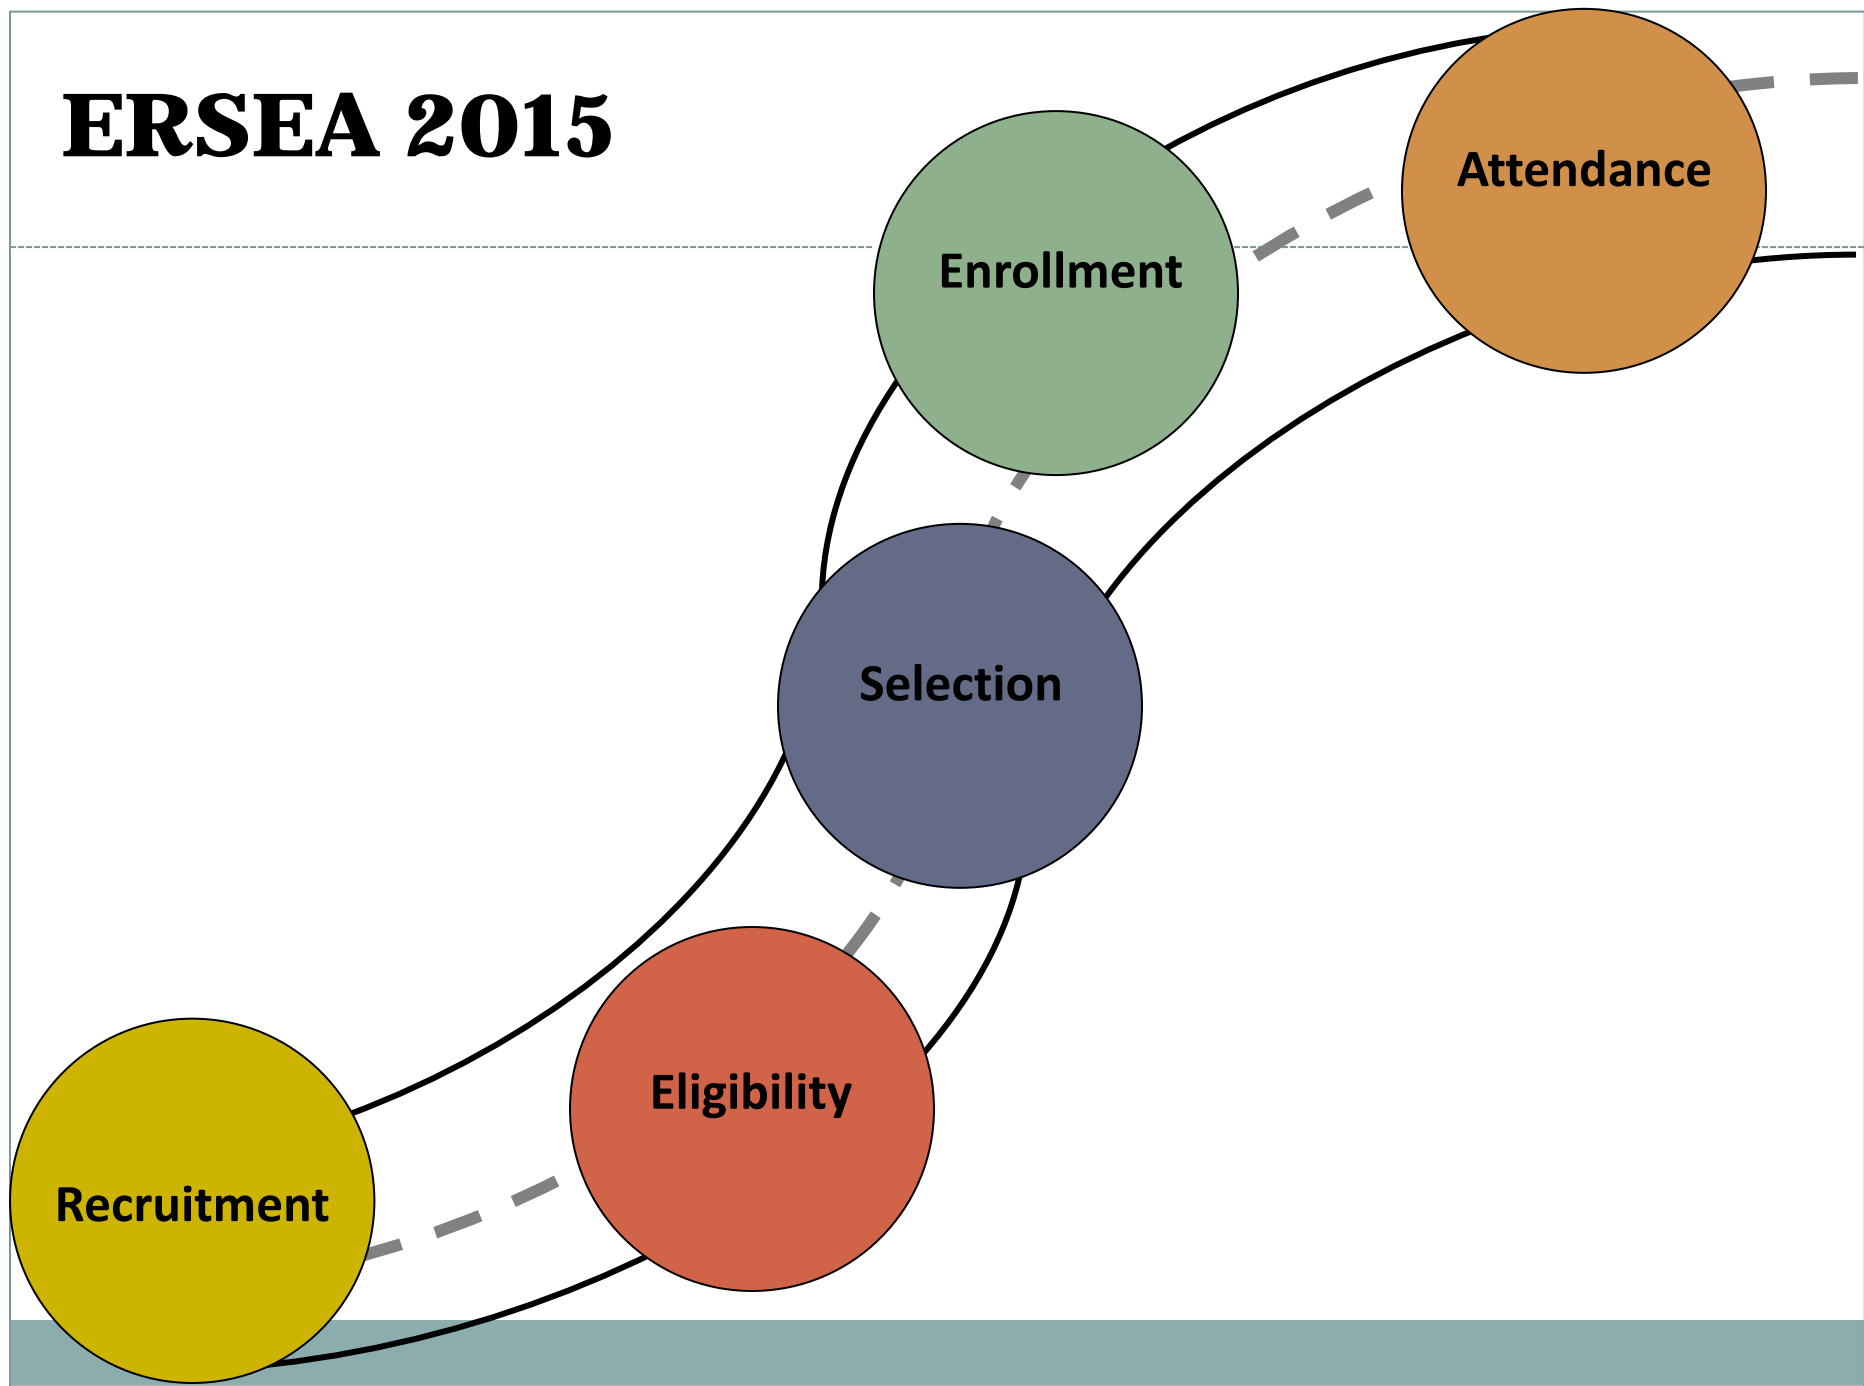 ERSEA 2015
Attendance
Enrollment
Selection
Eligibility
Recruitment